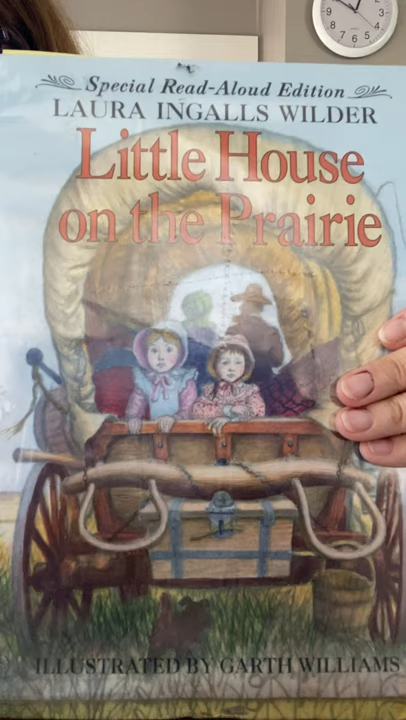 Special Read-Aloud Edition
LAURA INGALLS WILDER
Little House
on the Prairie
ILLUSTRATED BY GARTH WILLIAMS